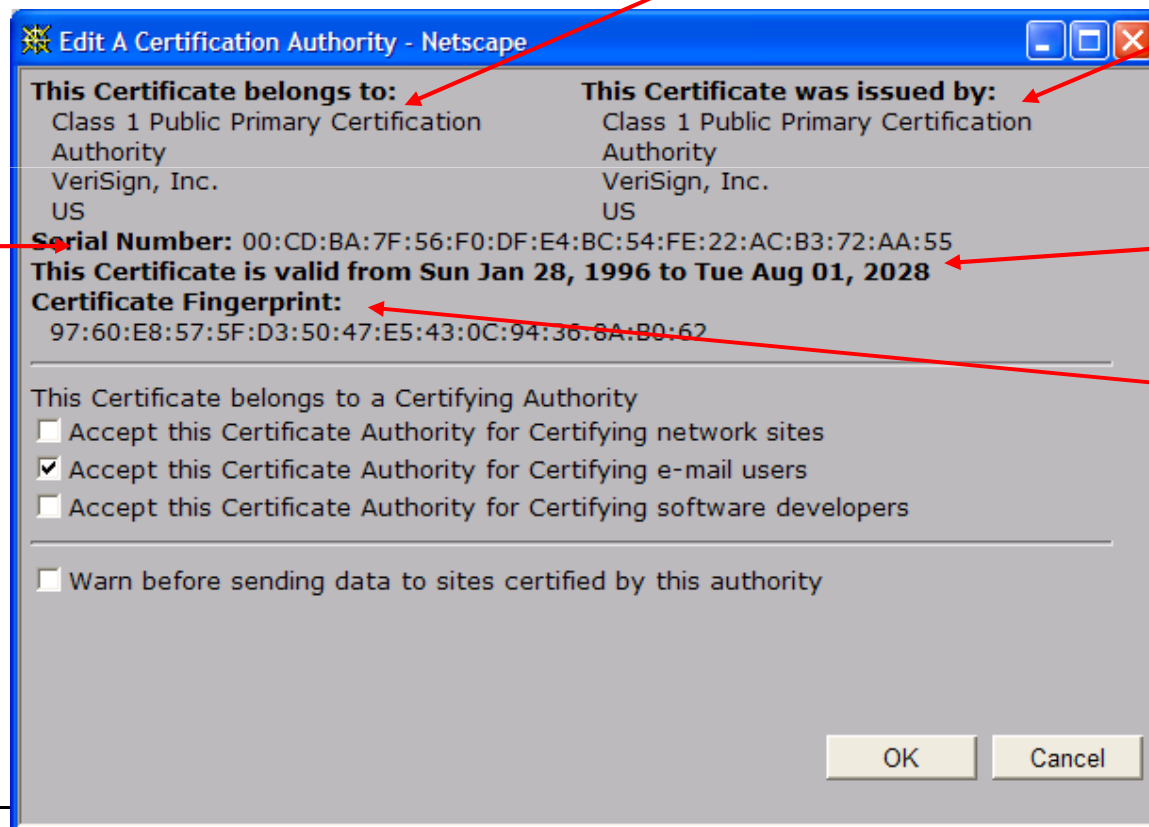 Edit A Certification Authority - Netscape
This Certificate belongs to:
Class 1 Public Primary Certification
Authority
VeriSign, Inc.
US
This Certificate was issued by:
Class 1 Public Primary Certification
Authority
VeriSign, Inc.
US
Serial Number: 00:CD:BA:7F:56:F0:DF:E4:BC:54:FE:22:AC:B3:72:AA:55
This Certificate is valid from Sun Jan 28, 1996 to Tue Aug 01, 2028
Certificate Fingerprint:
97:60:E8:57:5F:D3:50:47:E5:43:0C:94:36:8A:B0:62
This Certificate belongs to a Certifying Authority
Accept this Certificate Authority for Certifying network sites
Accept this Certificate Authority for Certifying e-mail users
Accept this Certificate Authority for Certifying software developers
Warn before sending data to sites certified by this authority
OK
Cancel